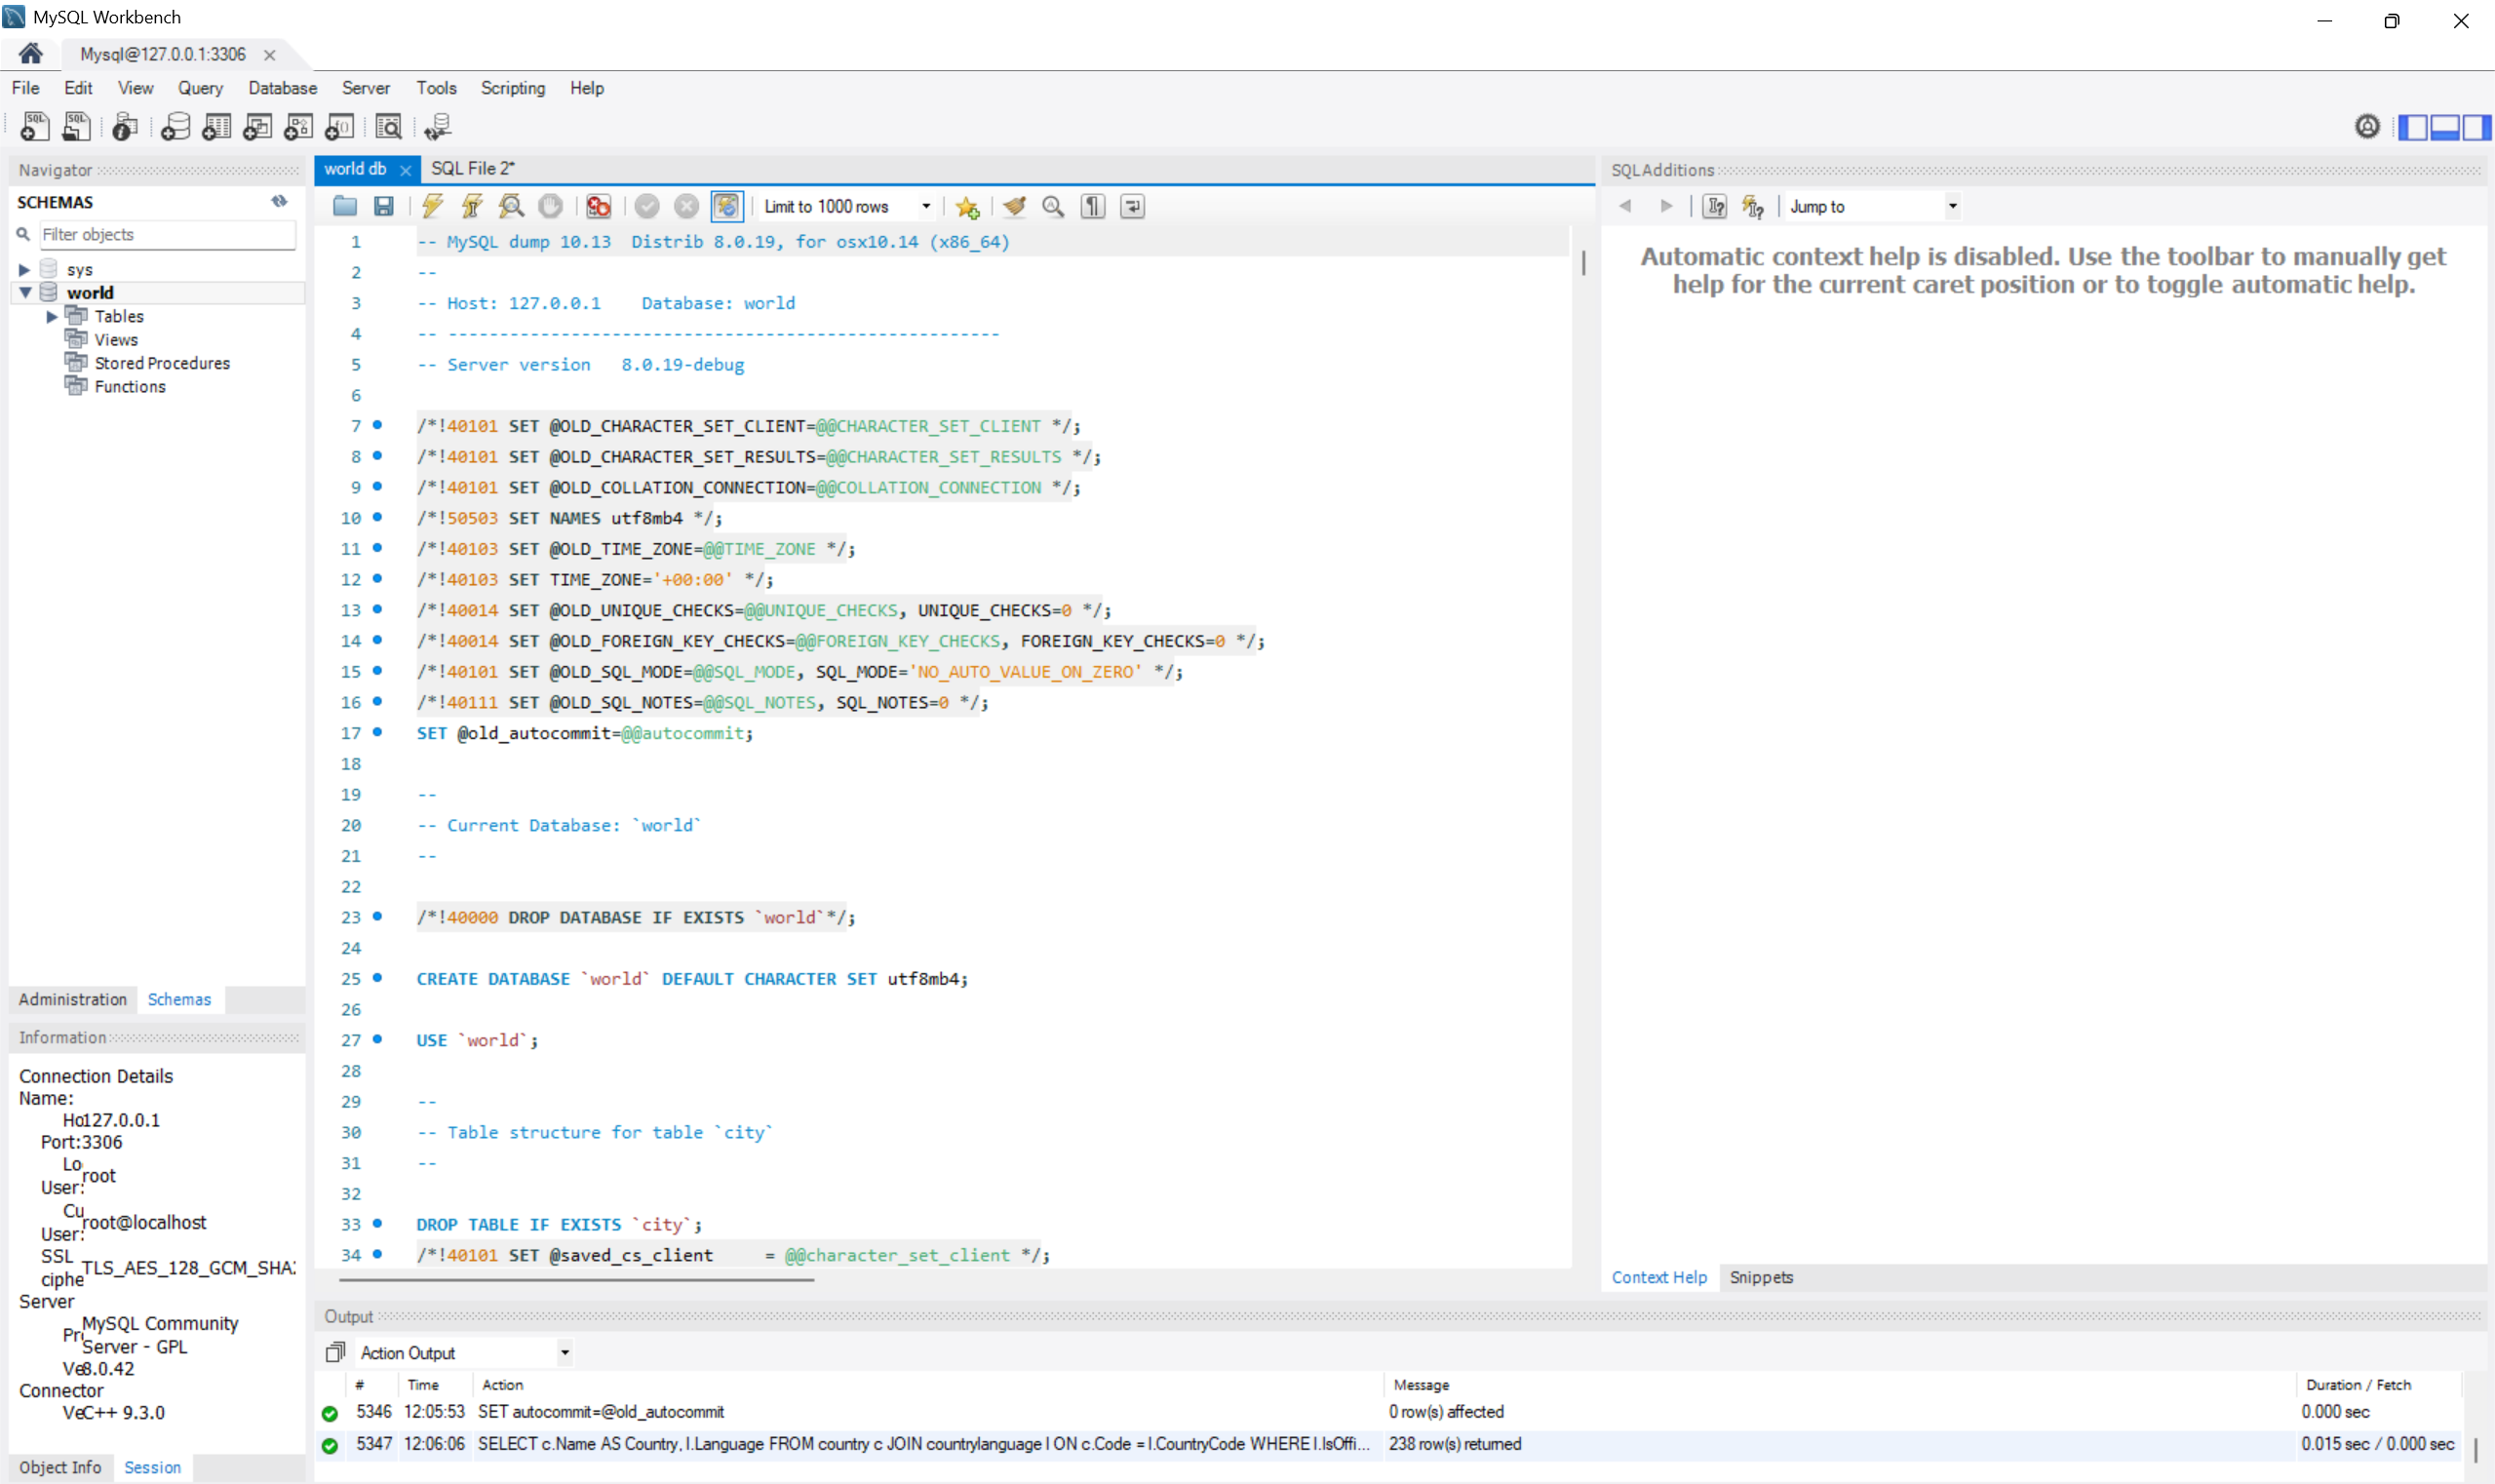 MySQL Workbench
Mysql@127.0.0.1:3306
File Edit View Query Database Server Tools Scripting Help
Navigator
SCHEMAS
Filter objects
sys
world
Tables
Views
Stored Procedures
Functions
Administration Schemas
Information
Connection Details
Name:
Ho127.0.0.1
Port:3306
Lo
root
User:
Cu
root@localhost
User:
SSL
TLS_AES_128_GCM_SHA
ciphe
Server
MySQL Community
Pro
Server - GPL
Ve8.0.42
Connector
VeC++ 9.3.0
Object Info Session
world db SQL File 2*
Limit to 1000 rows
1 -- MySQL dump 10.13  Distrib 8.0.19, for osx10.14 (x86_64)
2 --
3 -- Host: 127.0.0.1    Database: world
4 -- ------------------------------------------------------
5 -- Server version   8.0.19-debug
6
7 /*!40101 SET @OLD_CHARACTER_SET_CLIENT=@@CHARACTER_SET_CLIENT */;
8 /*!40101 SET @OLD_CHARACTER_SET_RESULTS=@@CHARACTER_SET_RESULTS */;
9 /*!40101 SET @OLD_COLLATION_CONNECTION=@@COLLATION_CONNECTION */;
10 /*!50503 SET NAMES utf8mb4 */;
11 /*!40103 SET @OLD_TIME_ZONE=@@TIME_ZONE */;
12 /*!40103 SET TIME_ZONE='+00:00' */;
13 /*!40014 SET @OLD_UNIQUE_CHECKS=@@UNIQUE_CHECKS, UNIQUE_CHECKS=0 */;
14 /*!40014 SET @OLD_FOREIGN_KEY_CHECKS=@@FOREIGN_KEY_CHECKS, FOREIGN_KEY_CHECKS=0 */;
15 /*!40101 SET @OLD_SQL_MODE=@@SQL_MODE, SQL_MODE='NO_AUTO_VALUE_ON_ZERO' */;
16 /*!40111 SET @OLD_SQL_NOTES=@@SQL_NOTES, SQL_NOTES=0 */;
17 SET @old_autocommit=@@autocommit;
18
19 --
20 -- Current Database: `world`
21 --
22
23 /*!40000 DROP DATABASE IF EXISTS `world`*/;
24
25 CREATE DATABASE `world` DEFAULT CHARACTER SET utf8mb4;
26
27 USE `world`;
28
29 --
30 -- Table structure for table `city`
31 --
32
33 DROP TABLE IF EXISTS `city`;
34 /*!40101 SET @saved_cs_client     = @@character_set_client */;
SQLAdditions
Jump to
Automatic context help is disabled. Use the toolbar to manually get
help for the current caret position or to toggle automatic help.
Context Help Snippets
Output
Action Output
# Time Action Message Duration / Fetch
5346 12:05:53 SET autocommit=@old_autocommit 0 row(s) affected 0.000 sec
5347 12:06:06 SELECT c.Name AS Country, l.Language FROM country c JOIN countrylanguage l ON c.Code = l.CountryCode WHERE l.IsOffi... 238 row(s) returned 0.015 sec / 0.000 sec